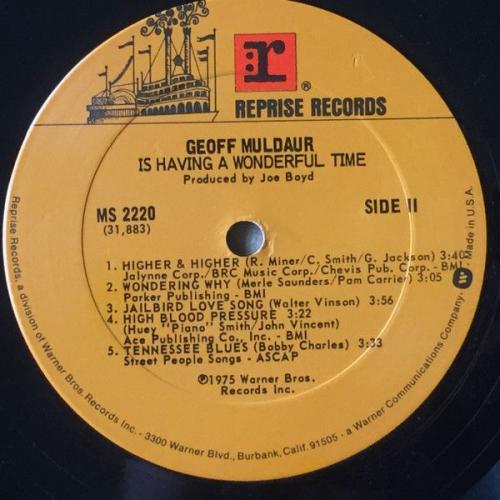 r
®
REPRISE RECORDS
GEOFF MULDAUR
IS HAVING A WONDERFUL TIME
Produced by Joe Boyd
MS 2220
(31,883)
SIDE II
1. HIGHER & HIGHER (R. Miner/C. Smith/G. Jackson) 3:40
Jalynne Corp./BRC Music Corp./Chevis Pub. Corp. - BMI
2. WONDERING WHY (Merle Saunders/Pam Carrier) 3:05
Parker Publishing - BMI
3. JAILBIRD LOVE SONG (Walter Vinson) 3:56
4. HIGH BLOOD PRESSURE 3:22
(Huey "Piano" Smith/John Vincent)
Ace Publishing Co., Inc. - BMI
5. TENNESSEE BLUES (Bobby Charles) 3:33
Street People Songs - ASCAP
℗1975 Warner Bros.
Records Inc.
Reprise Records, a division of Warner Bros. Records Inc. - 3300 Warner Blvd., Burbank, Calif. 91505 - a Warner Communications Company. W Made in U.S.A.